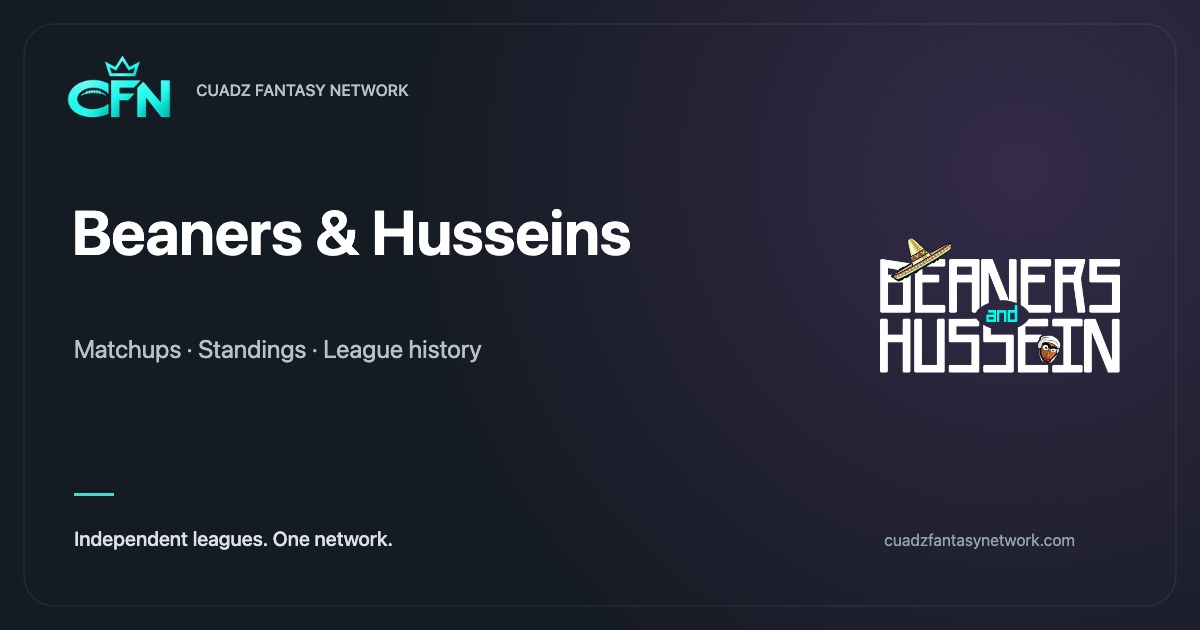 CFN
CUADZ FANTASY NETWORK
Beaners & Husseins
Matchups · Standings · League history
BEANERS
and
HUSSEIN
Independent leagues. One network.
cuadzfantasynetwork.com